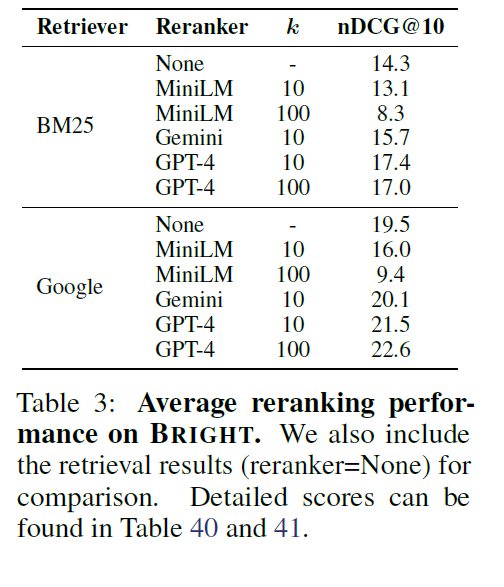 Retriever Reranker k nDCG@10
BM25
None - 14.3
MiniLM 10 13.1
MiniLM 100 8.3
Gemini 10 15.7
GPT-4 10 17.4
GPT-4 100 17.0
Google
None - 19.5
MiniLM 10 16.0
MiniLM 100 9.4
Gemini 10 20.1
GPT-4 10 21.5
GPT-4 100 22.6
Table 3: Average reranking perfor-
mance on BRIGHT. We also include
the retrieval results (reranker=None) for
comparison. Detailed scores can be
found in Table 40 and 41.